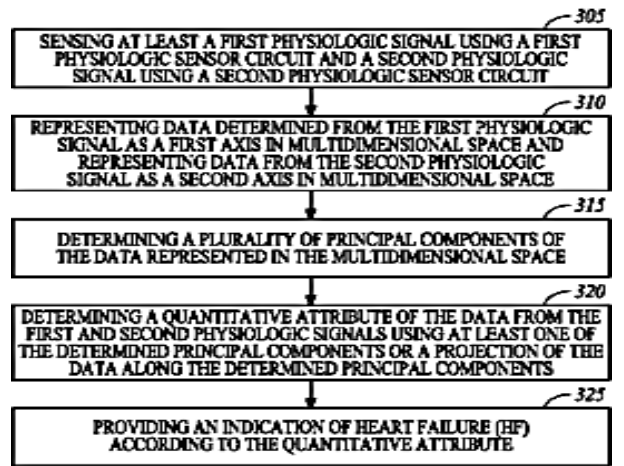 305
SENSING AT LEAST A FIRST PHYSIOLOGIC SIGNAL USING A FIRST
PHYSIOLOGIC SENSOR CIRCUIT AND A SECOND PHYSIOLOGIC
SIGNAL USING A SECOND PHYSIOLOGIC SENSOR CIRCUIT
310
REPRESENTING DATA DETERMINED FROM THE FIRST PHYSIOLOGIC
SIGNAL AS A FIRST AXIS IN MULTIDIMENSIONAL SPACE AND
REPRESENTING DATA FROM THE SECOND PHYSIOLOGIC
SIGNAL AS A SECOND AXIS IN MULTIDIMENSIONAL SPACE
315
DETERMINING A PLURALITY OF PRINCIPAL COMPONENTS OF
THE DATA REPRESENTED IN THE MULTIDIMENSIONAL SPACE
320
DETERMINING A QUANTITATIVE ATTRIBUTE OF THE DATA FROM THE
FIRST AND SECOND PHYSIOLOGIC SIGNALS USING AT LEAST ONE OF
THE DETERMINED PRINCIPAL COMPONENTS OR A PROJECTION OF THE
DATA ALONG THE DETERMINED PRINCIPAL COMPONENTS
325
PROVIDING AN INDICATION OF HEART FAILURE (HF)
ACCORDING TO THE QUANTITATIVE ATTRIBUTE